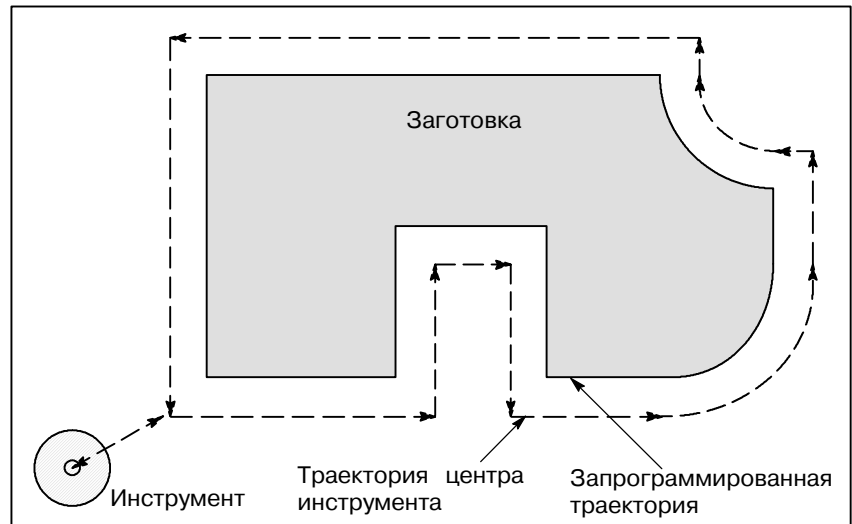 Заготовка
Инструмент
Траектория центра
инструмента
Запрограммированная
траектория